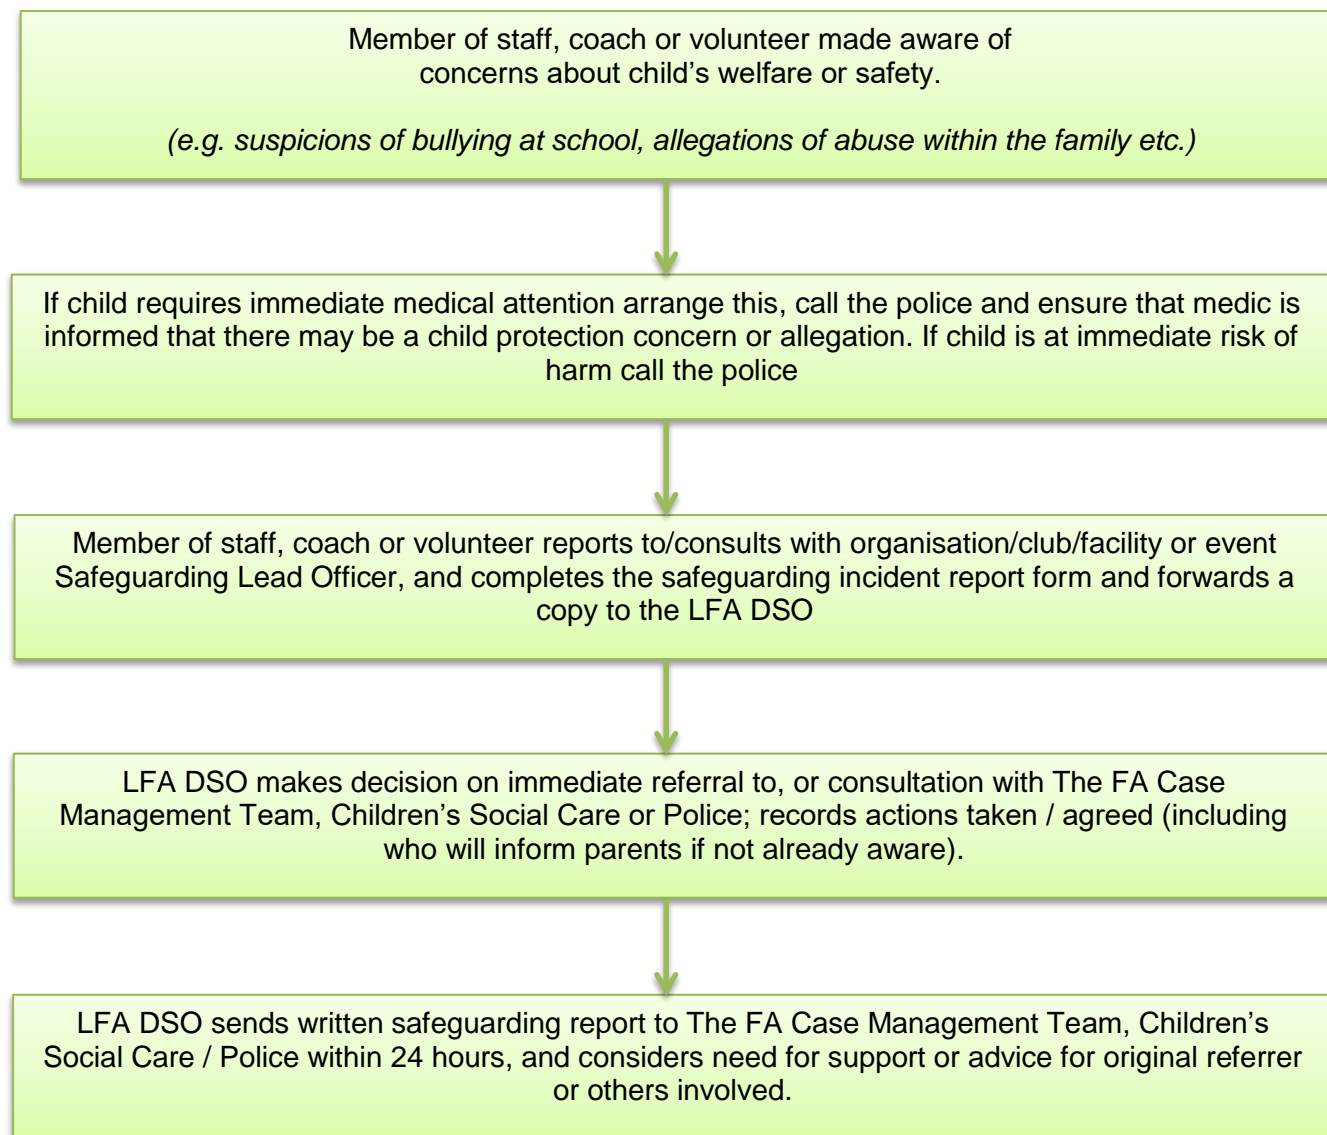 Member of staff, coach or volunteer made aware of
concerns about child’s welfare or safety.
(e.g. suspicions of bullying at school, allegations of abuse within the family etc.)
If child requires immediate medical attention arrange this, call the police and ensure that medic is
informed that there may be a child protection concern or allegation. If child is at immediate risk of
harm call the police
Member of staff, coach or volunteer reports to/consults with organisation/club/facility or event
Safeguarding Lead Officer, and completes the safeguarding incident report form and forwards a
copy to the LFA DSO
LFA DSO makes decision on immediate referral to, or consultation with The FA Case
Management Team, Children’s Social Care or Police; records actions taken / agreed (including
who will inform parents if not already aware).
LFA DSO sends written safeguarding report to The FA Case Management Team, Children’s
Social Care / Police within 24 hours, and considers need for support or advice for original referrer
or others involved.